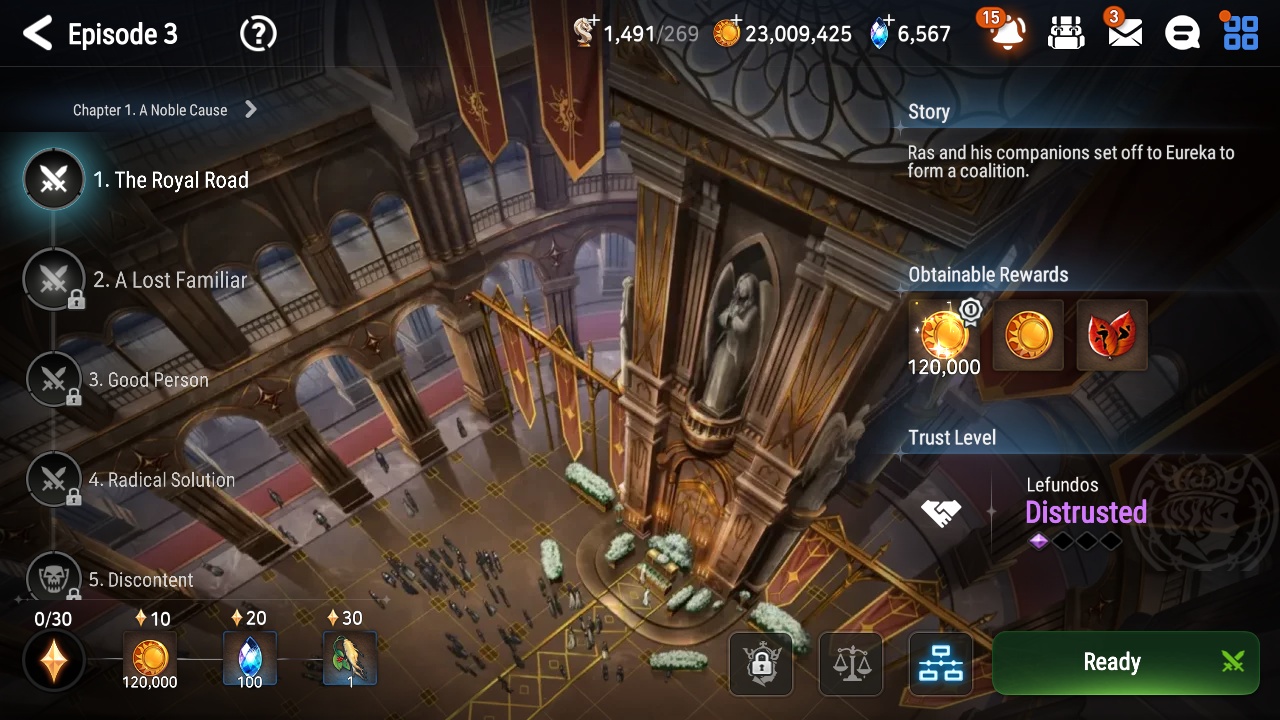 Episode 3
?
1,491/269
23,009,425
6,567
15
3
Chapter 1. A Noble Cause
1. The Royal Road
2. A Lost Familiar
3. Good Person
4. Radical Solution
5. Discontent
0/30
10
20
30
120,000
100
1
Story
Ras and his companions set off to Eureka to
form a coalition.
Obtainable Rewards
1
120,000
Trust Level
Lefundos
Distrusted
Ready